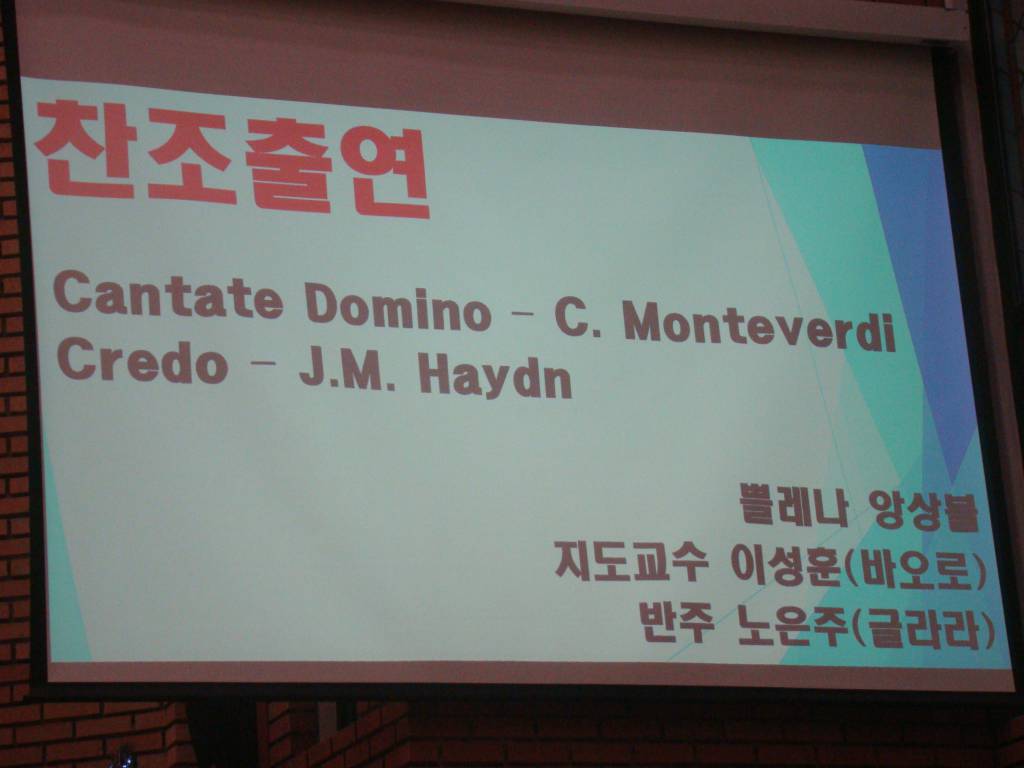 찬조출연
Cantate Domino - C. Monteverdi
Credo - J.M. Haydn
쁠레나 앙상블
지도교수 이성훈(바오로)
반주 노은주(글라라)